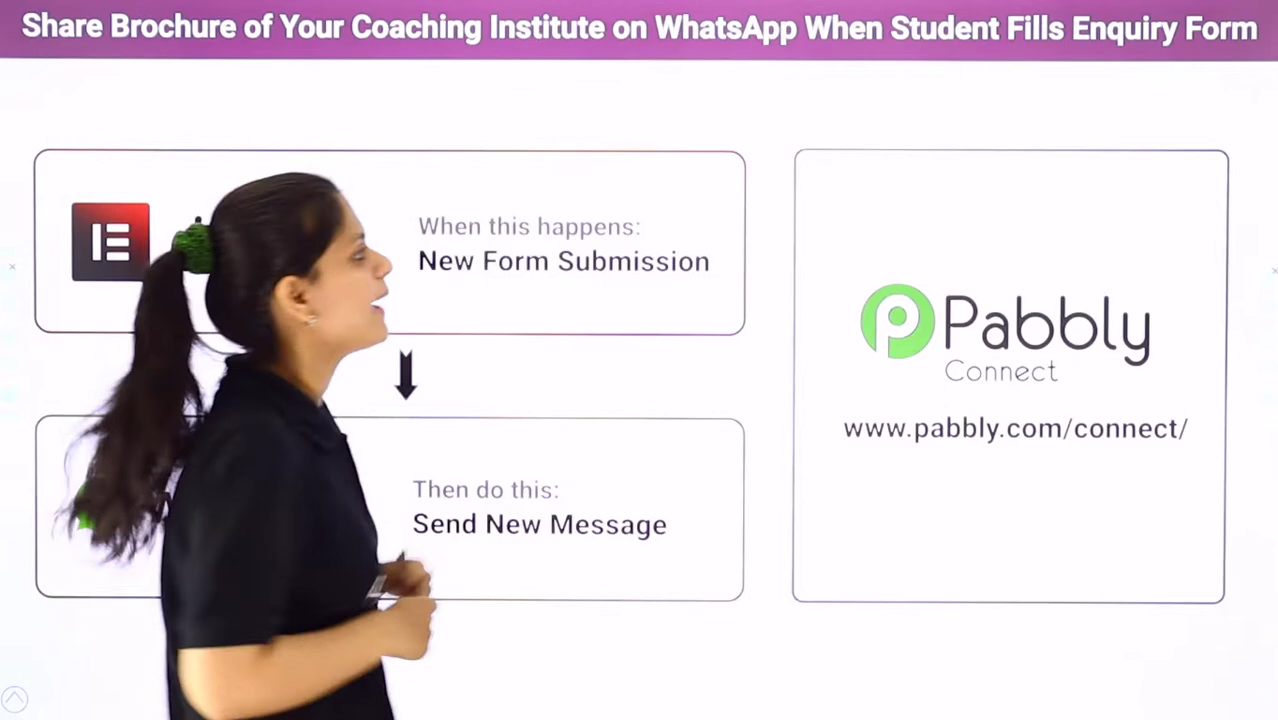 Share Brochure of Your Coaching Institute on WhatsApp When Student Fills Enquiry Form
When this happens:
New Form Submission
Then do this:
Send New Message
Pabbly
Connect
www.pabbly.com/connect/